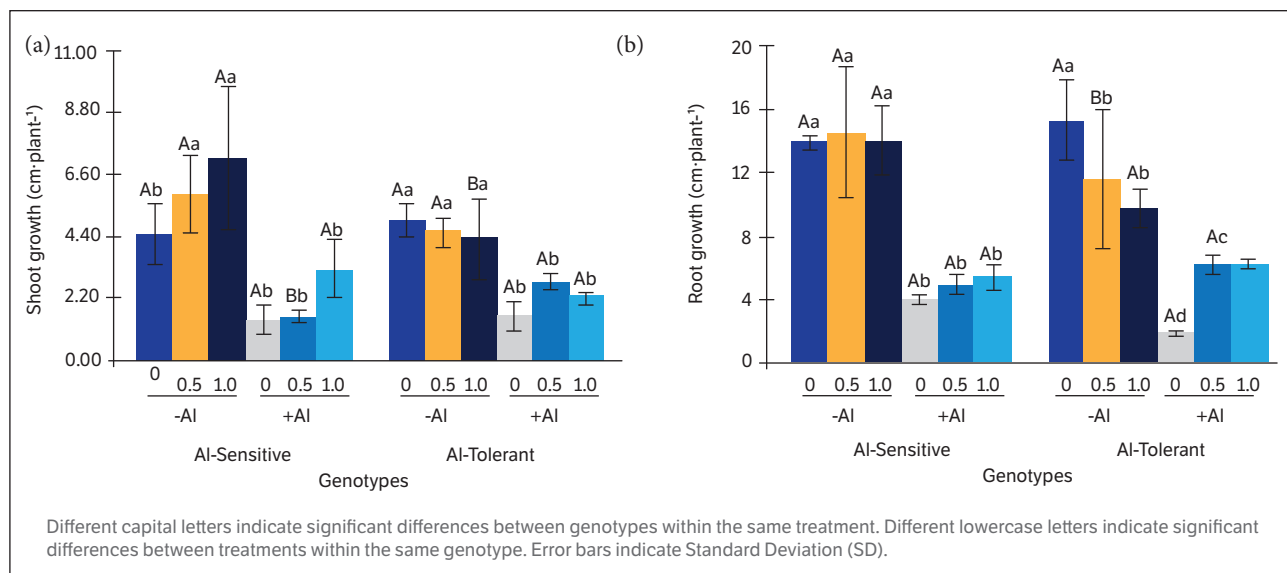 (a)
Shoot growth (cm·plant-¹)
11.00
8.80
6.60
4.40
2.20
0.00
Ab Aa Aa Ab Bb Ab Aa Aa Ba Ab Ab Ab
0 0.5 1.0 0 0.5 1.0 0 0.5 1.0 0 0.5 1.0
-Al +Al -Al +Al
Al-Sensitive Al-Tolerant
Genotypes
(b)
Root growth (cm·plant-¹)
20
16
12
8
4
0
Aa Aa Aa Ab Ab Ab Aa Bb Ab Ad Ac
0 0.5 1.0 0 0.5 1.0 0 0.5 1.0 0 0.5 1.0
-Al +Al -Al +Al
Al-Sensitive Al-Tolerant
Genotypes
Different capital letters indicate significant differences between genotypes within the same treatment. Different lowercase letters indicate significant
differences between treatments within the same genotype. Error bars indicate Standard Deviation (SD).